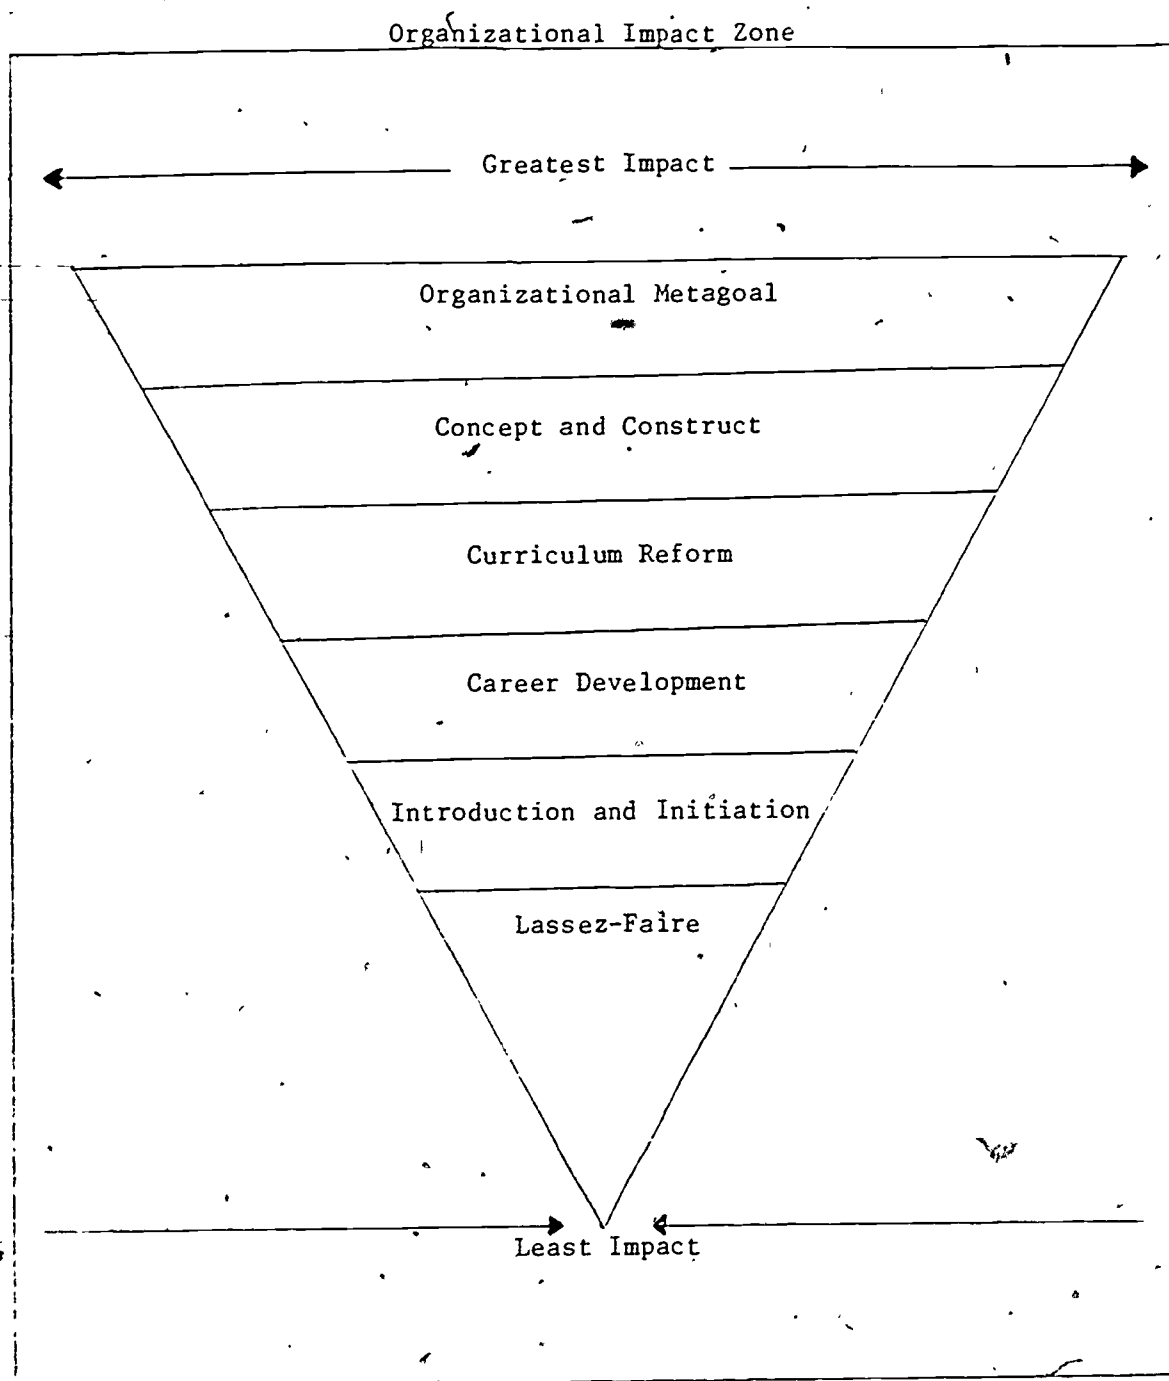 Organizational Impact Zone
Greatest Impact
Organizational Metagoal
Concept and Construct
Curriculum Reform
Career Development
Introduction and Initiation
Lassez-Faire
Least Impact